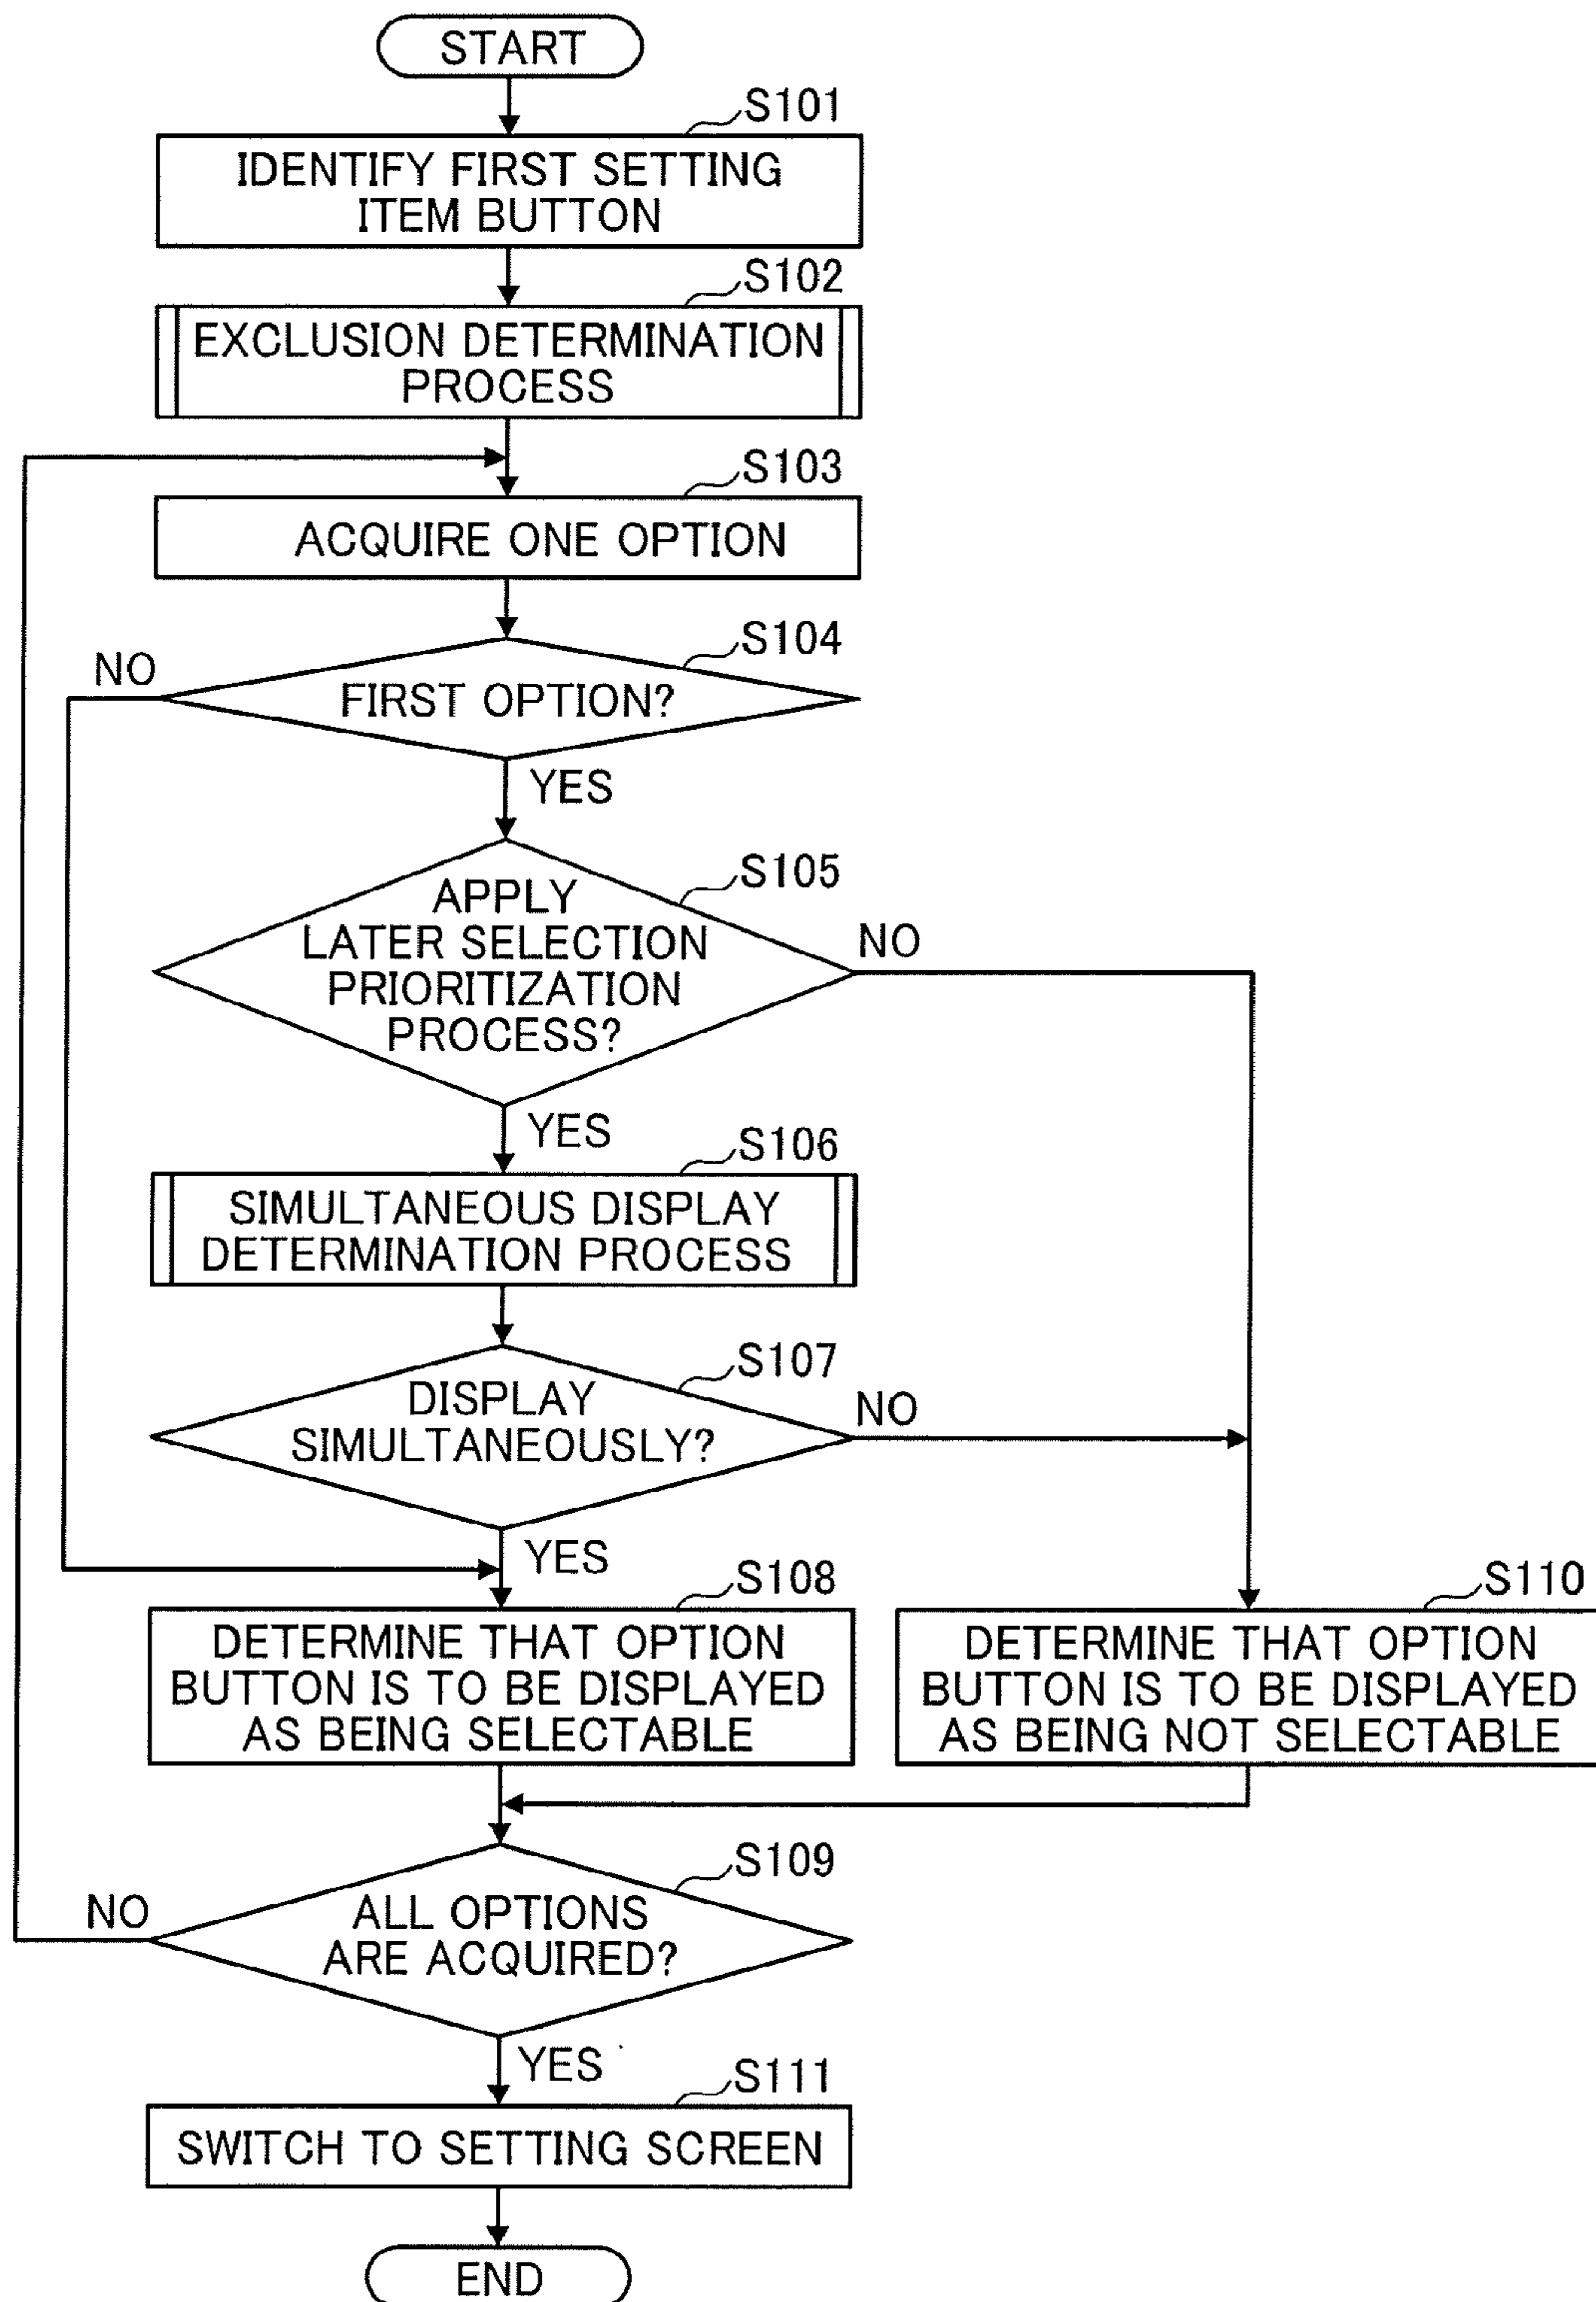 START
S101
IDENTIFY FIRST SETTING
ITEM BUTTON
S102
EXCLUSION DETERMINATION
PROCESS
S103
ACQUIRE ONE OPTION
S104
NO
FIRST OPTION?
YES
S105
APPLY
LATER SELECTION
PRIORITIZATION
PROCESS?
NO
YES
S106
SIMULTANEOUS DISPLAY
DETERMINATION PROCESS
S107
DISPLAY
SIMULTANEOUSLY?
NO
YES
S108
DETERMINE THAT OPTION
BUTTON IS TO BE DISPLAYED
AS BEING SELECTABLE
S110
DETERMINE THAT OPTION
BUTTON IS TO BE DISPLAYED
AS BEING NOT SELECTABLE
S109
NO
ALL OPTIONS
ARE ACQUIRED?
YES
S111
SWITCH TO SETTING SCREEN
END